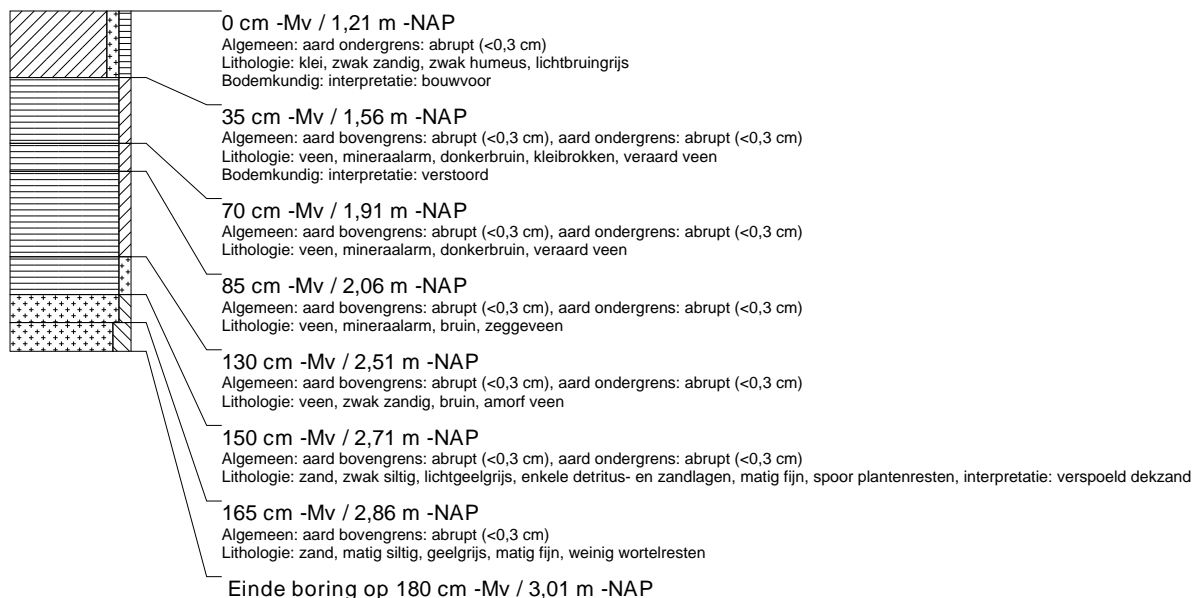 0 cm -Mv / 1,21 m -NAP
Algemeen: aard ondergrens: abrupt (<0,3 cm)
Lithologie: klei, zwak zandig, zwak humeus, lichtbruingrijs
Bodemkundig: interpretatie: bouwvoor
35 cm -Mv / 1,56 m -NAP
Algemeen: aard bovengrens: abrupt (<0,3 cm), aard ondergrens: abrupt (<0,3 cm)
Lithologie: veen, mineraalarm, donkerbruin, kleibrokken, veraard veen
Bodemkundig: interpretatie: verstoord
70 cm -Mv / 1,91 m -NAP
Algemeen: aard bovengrens: abrupt (<0,3 cm), aard ondergrens: abrupt (<0,3 cm)
Lithologie: veen, mineraalarm, donkerbruin, veraard veen
85 cm -Mv / 2,06 m -NAP
Algemeen: aard bovengrens: abrupt (<0,3 cm), aard ondergrens: abrupt (<0,3 cm)
Lithologie: veen, mineraalarm, bruin, zeggeveen
130 cm -Mv / 2,51 m -NAP
Algemeen: aard bovengrens: abrupt (<0,3 cm), aard ondergrens: abrupt (<0,3 cm)
Lithologie: veen, zwak zandig, bruin, amorf veen
150 cm -Mv / 2,71 m -NAP
Algemeen: aard bovengrens: abrupt (<0,3 cm), aard ondergrens: abrupt (<0,3 cm)
Lithologie: zand, zwak siltig, lichtgeelgrijs, enkele detritus- en zandlagen, matig fijn, spoor plantenresten, interpretatie: verspoeld dekzand
165 cm -Mv / 2,86 m -NAP
Algemeen: aard bovengrens: abrupt (<0,3 cm)
Lithologie: zand, matig siltig, geelgrijs, matig fijn, weinig wortelresten
Einde boring op 180 cm -Mv / 3,01 m -NAP